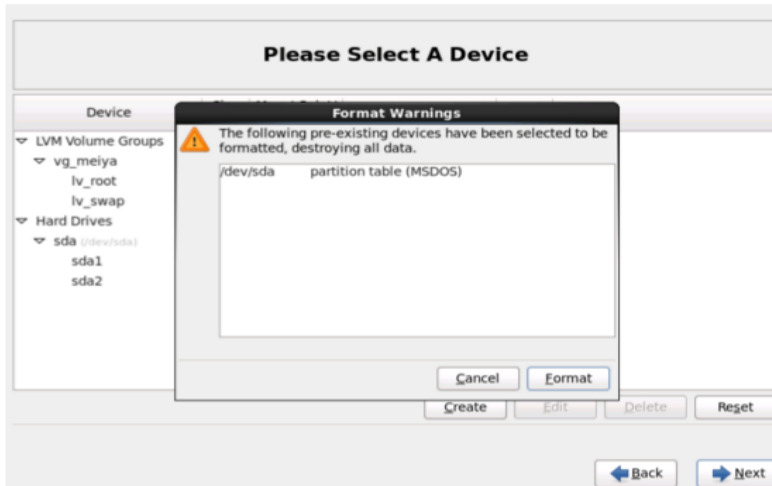 Please Select A Device
Device
Format Warnings
The following pre-existing devices have been selected to be
formatted, destroying all data.
/dev/sda partition table (MSDOS)
LVM Volume Groups
vg_meiya
lv_root
lv_swap
Hard Drives
sda (/dev/sda)
sda1
sda2
Cancel Format
Create Edit Delete Reset
Back Next